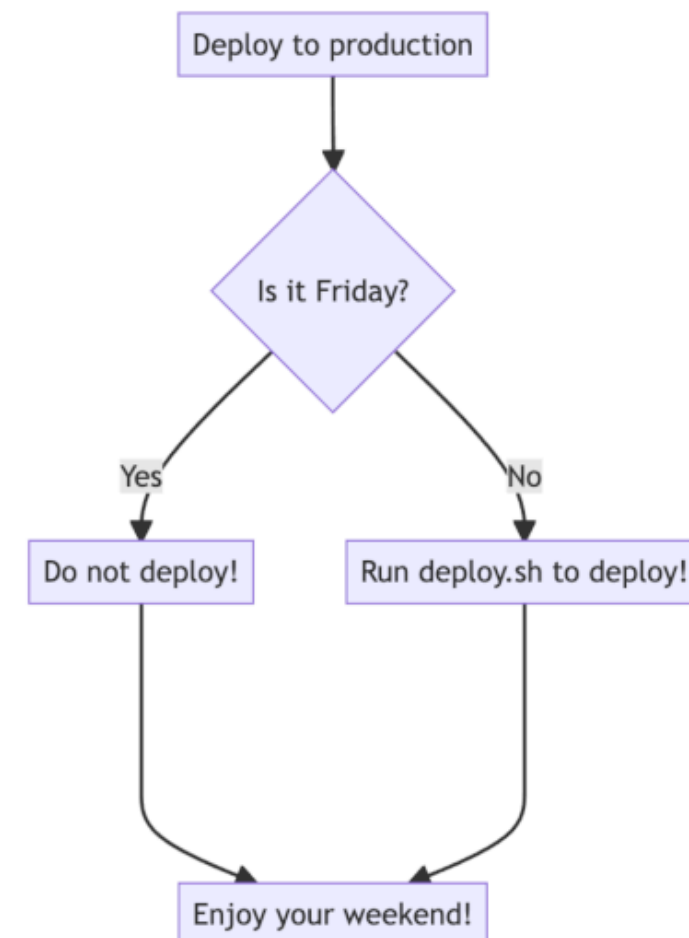 Deploy to production
Is it Friday?
Yes
No
Do not deploy!
Run deploy.sh to deploy!
Enjoy your weekend!